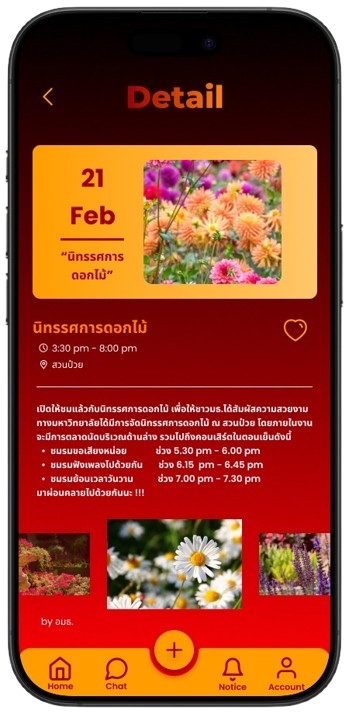 Detail
21
Feb
“นิทรรศการ
ดอกไม้”
นิทรรศการดอกไม้
3:30 pm - 8:00 pm
สวนป๋วย
เปิดให้ชมแล้วกับนิทรรศการดอกไม้ เพื่อให้ชาวมธ.ได้สัมผัสความสวยงาม
ทางมหาวิทยาลัยได้มีการจัดนิทรรศการดอกไม้ ณ สวนป๋วย โดยภายในงาน
จะมีการตลาดนัดบริเวณด้านล่าง รวมไปถึงคอนเสิร์ตในตอนเย็นดังนี้
• ชมรมขอเสียงหน่อย ช่วง 5.30 pm - 6.00 pm
• ชมรมฟังเพลงไปด้วยกัน ช่วง 6.15 pm - 6.45 pm
• ชมรมย้อนเวลาวันวาน ช่วง 7.00 pm - 7.30 pm
มาผ่อนคลายไปด้วยกันนะ !!!
by อมธ.
Home Chat + Notice Account